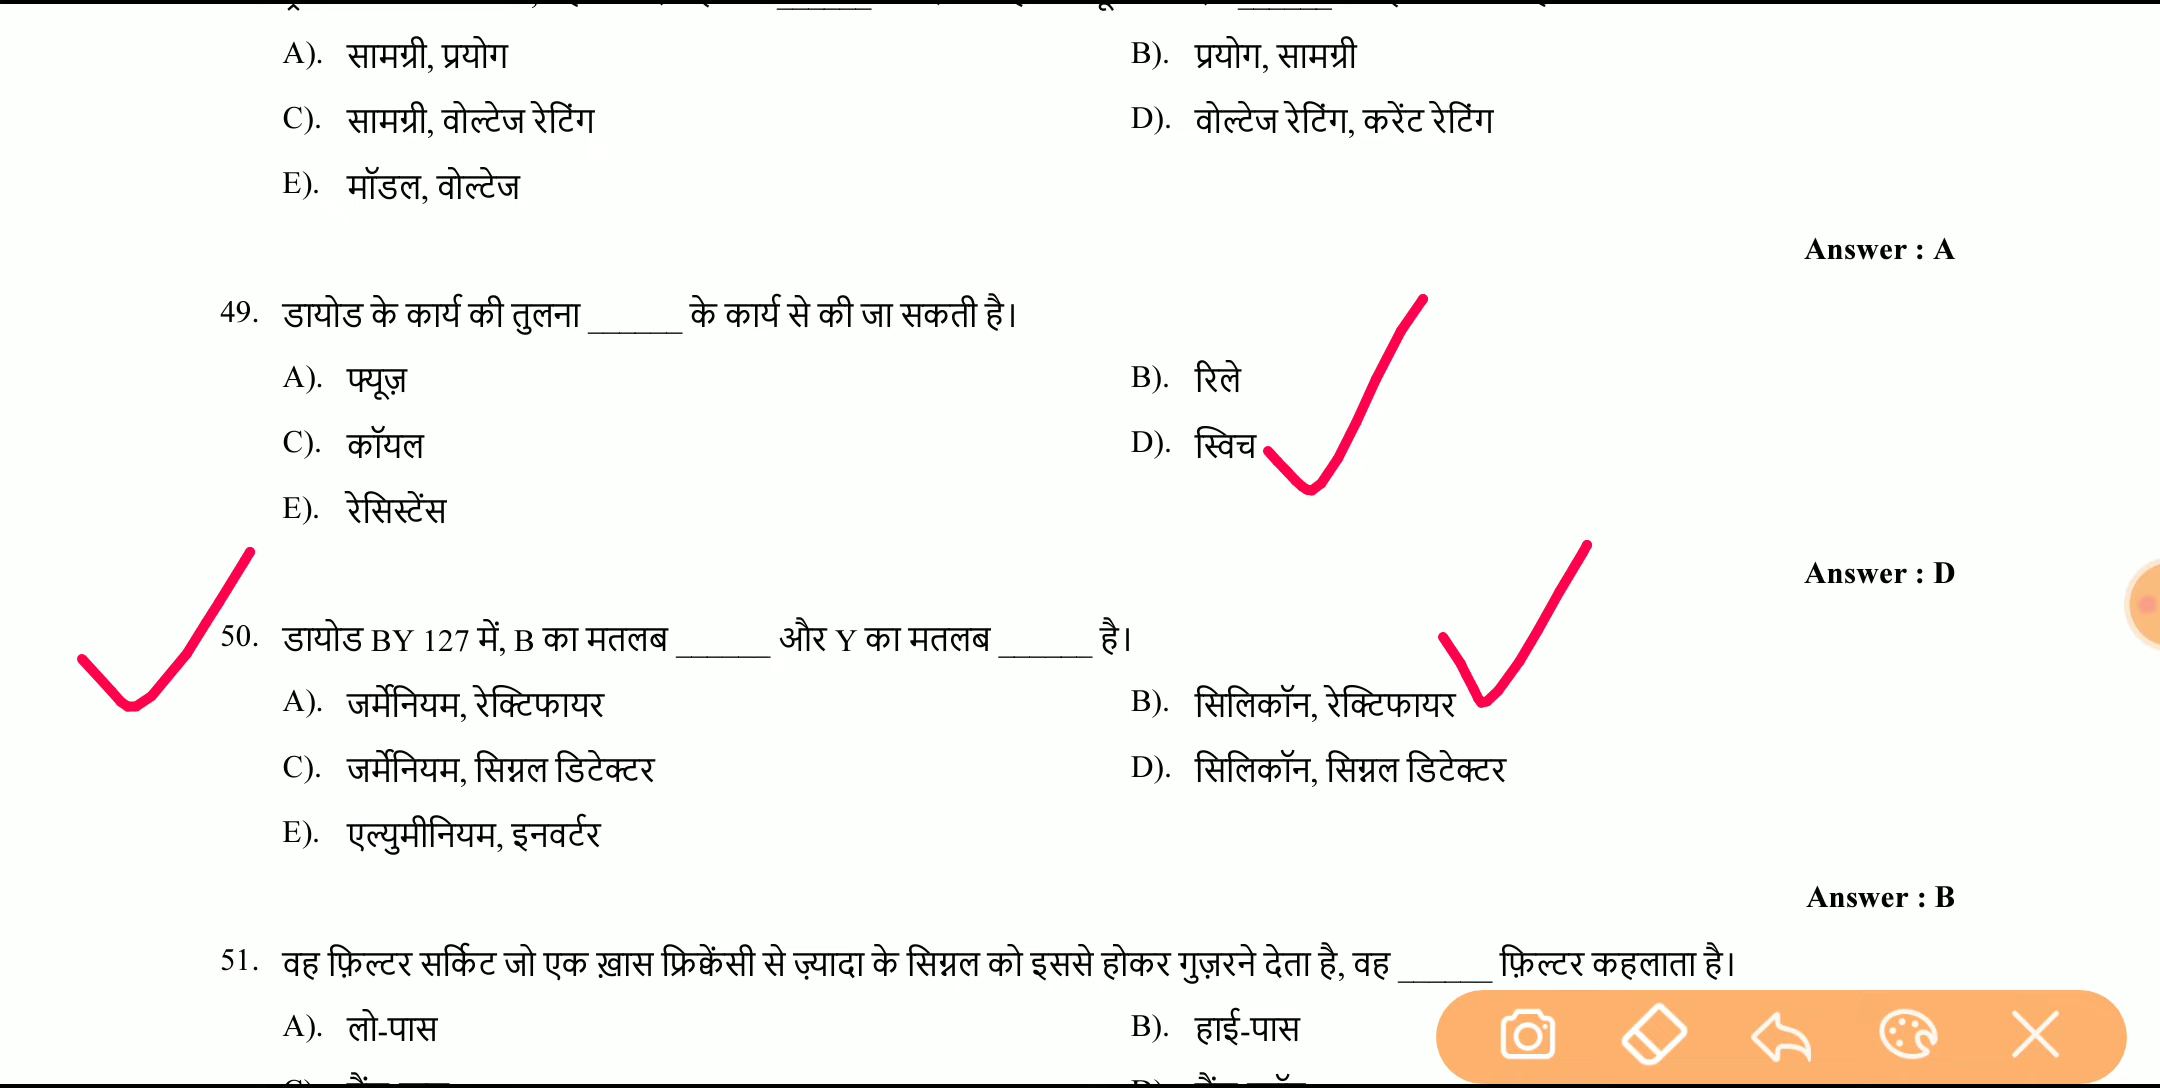 A). सामग्री, प्रयोग
B). प्रयोग, सामग्री
C). सामग्री, वोल्टेज रेटिंग
D). वोल्टेज रेटिंग, करेंट रेटिंग
E). मॉडल, वोल्टेज
Answer : A
49. डायोड के कार्य की तुलना ______ के कार्य से की जा सकती है।
A). फ्यूज़
B). रिले
C). कॉयल
D). स्विच
E). रेसिस्टेंस
Answer : D
50. डायोड BY 127 में, B का मतलब ______ और Y का मतलब ______ है।
A). जर्मेनियम, रेक्टिफायर
B). सिलिकॉन, रेक्टिफायर
C). जर्मेनियम, सिग्नल डिटेक्टर
D). सिलिकॉन, सिग्नल डिटेक्टर
E). एल्युमीनियम, इनवर्टर
Answer : B
51. वह फ़िल्टर सर्किट जो एक ख़ास फ्रिक्वेंसी से ज़्यादा के सिग्नल को इससे होकर गुज़रने देता है, वह ______ फ़िल्टर कहलाता है।
A). लो-पास
B). हाई-पास